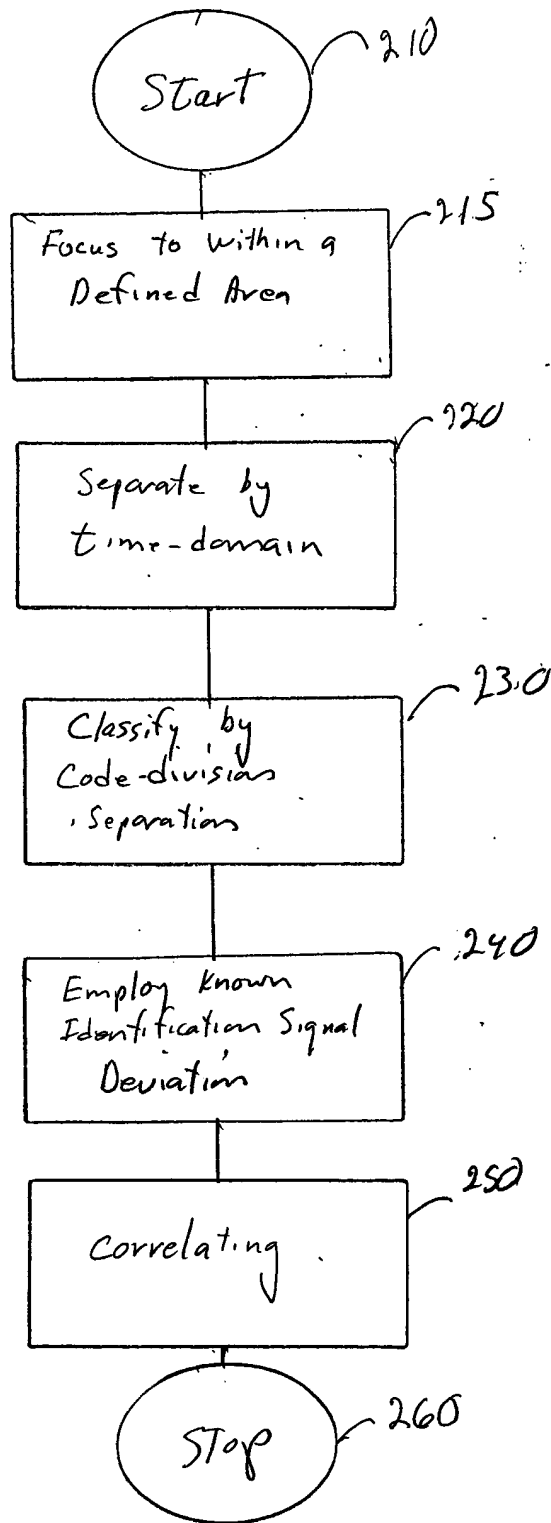 210
Start
215
Focus to within a
Defined Area
220
Separate by
time-domain
230
Classify by
Code-division
Separation
240
Employ Known
Identification Signal
Deviation
250
Correlating
260
Stop